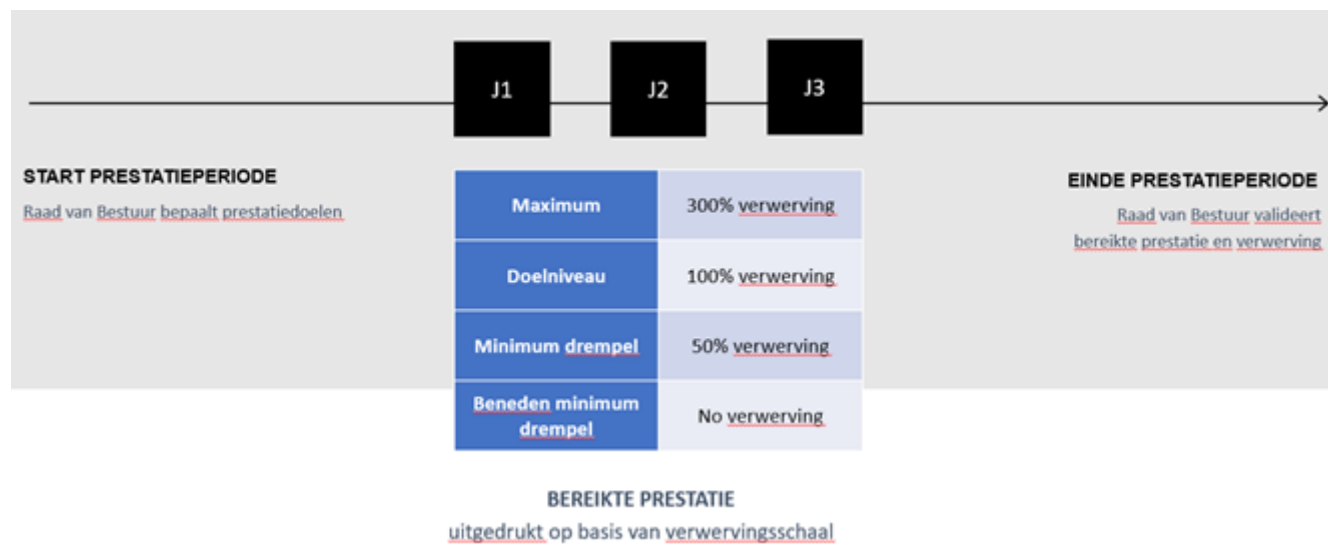 J1
J2
J3
START PRESTATIEPERIODE
Raad van Bestuur bepaalt prestatiedoelen
EINDE PRESTATIEPERIODE
Raad van Bestuur valideert
bereikte prestatie en verwerving
Maximum 300% verwerving
Doelniveau 100% verwerving
Minimum drempel 50% verwerving
Beneden minimum
drempel
No verwerving
BEREIKTE PRESTATIE
uitgedrukt op basis van verwervingsschaal